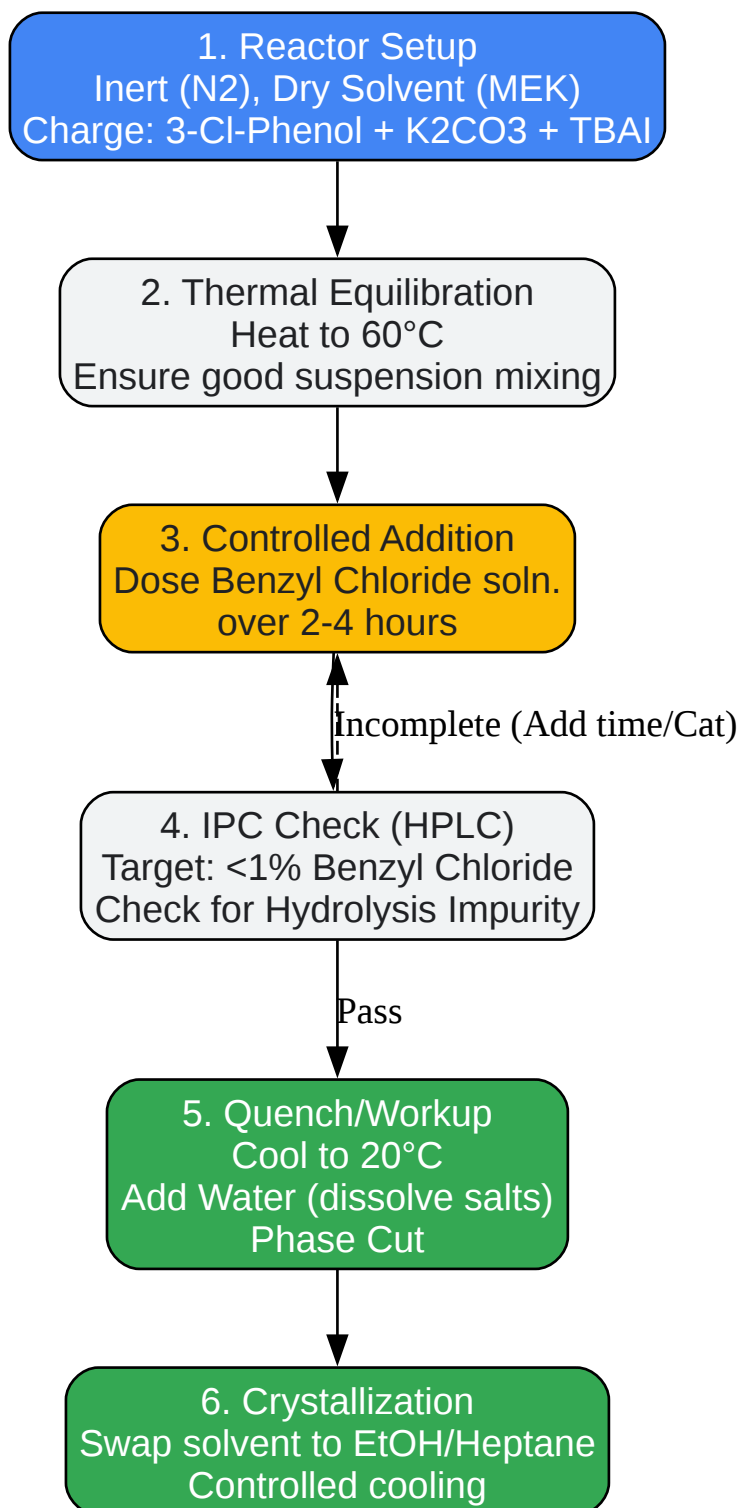 1. Reactor Setup
Inert (N2), Dry Solvent (MEK)
Charge: 3-Cl-Phenol + K2CO3 + TBAI
2. Thermal Equilibration
Heat to 60°C
Ensure good suspension mixing
3. Controlled Addition
Dose Benzyl Chloride soln.
over 2-4 hours
Incomplete (Add time/Cat)
4. IPC Check (HPLC)
Target: <1% Benzyl Chloride
Check for Hydrolysis Impurity
Pass
5. Quench/Workup
Cool to 20°C
Add Water (dissolve salts)
Phase Cut
6. Crystallization
Swap solvent to EtOH/Heptane
Controlled cooling